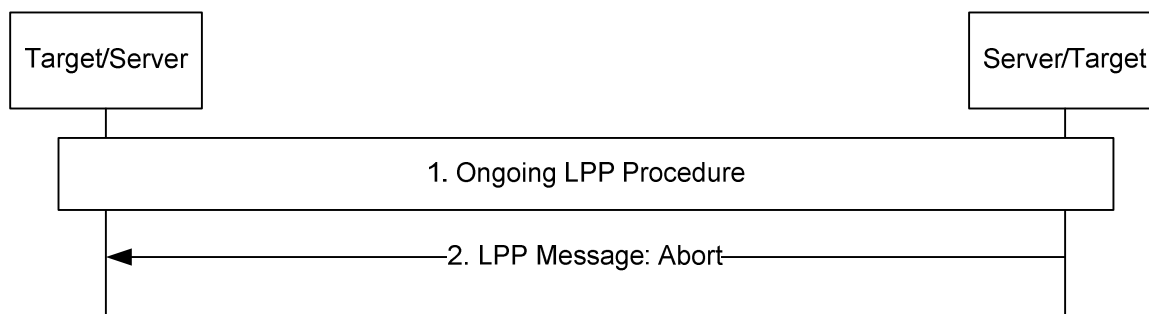 Target/Server
Server/Target
1. Ongoing LPP Procedure
2. LPP Message: Abort